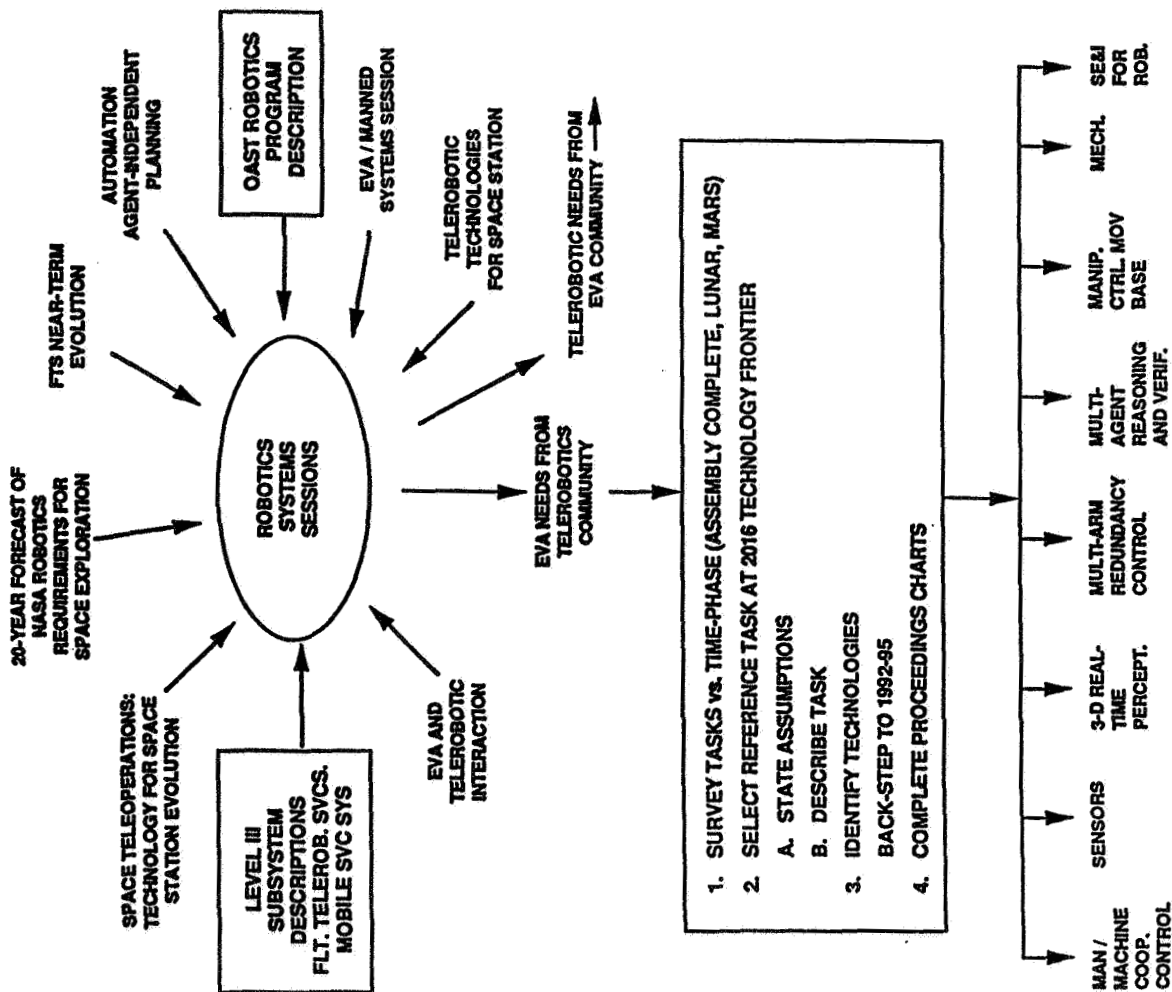 20-YEAR FORECAST OF
NASA ROBOTICS
REQUIREMENTS FOR
SPACE EXPLORATION
FTS NEAR-TERM
EVOLUTION
AUTOMATION
AGENT-INDEPENDENT
PLANNING
SPACE TELEOPERATIONS:
TECHNOLOGY FOR SPACE
STATION EVOLUTION
OAST ROBOTICS
PROGRAM
DESCRIPTION
LEVEL III
SUBSYSTEM
DESCRIPTIONS
FLT. TELEROB. SVCS.
MOBILE SVC SYS
ROBOTICS
SYSTEMS
SESSIONS
EVA / MANNED
SYSTEMS SESSION
EVA AND
TELEROBOTIC
INTERACTION
TELEROBOTIC
TECHNOLOGIES
FOR SPACE STATION
EVA NEEDS FROM
TELEROBOTICS
COMMUNITY
TELEROBOTIC NEEDS FROM
EVA COMMUNITY
1. SURVEY TASKS vs. TIME-PHASE (ASSEMBLY COMPLETE, LUNAR, MARS)
2. SELECT REFERENCE TASK AT 2016 TECHNOLOGY FRONTIER
A. STATE ASSUMPTIONS
B. DESCRIBE TASK
3. IDENTIFY TECHNOLOGIES
BACK-STEP TO 1992-95
4. COMPLETE PROCEEDINGS CHARTS
MAN /
MACHINE
COOP.
CONTROL
SENSORS
3-D REAL-
TIME
PERCEPT.
MULTI-ARM
REDUNDANCY
CONTROL
MULTI-
AGENT
REASONING
AND VERIF.
MANIP.
CTRL. MOV
BASE
MECH.
SE&I
FOR
ROB.